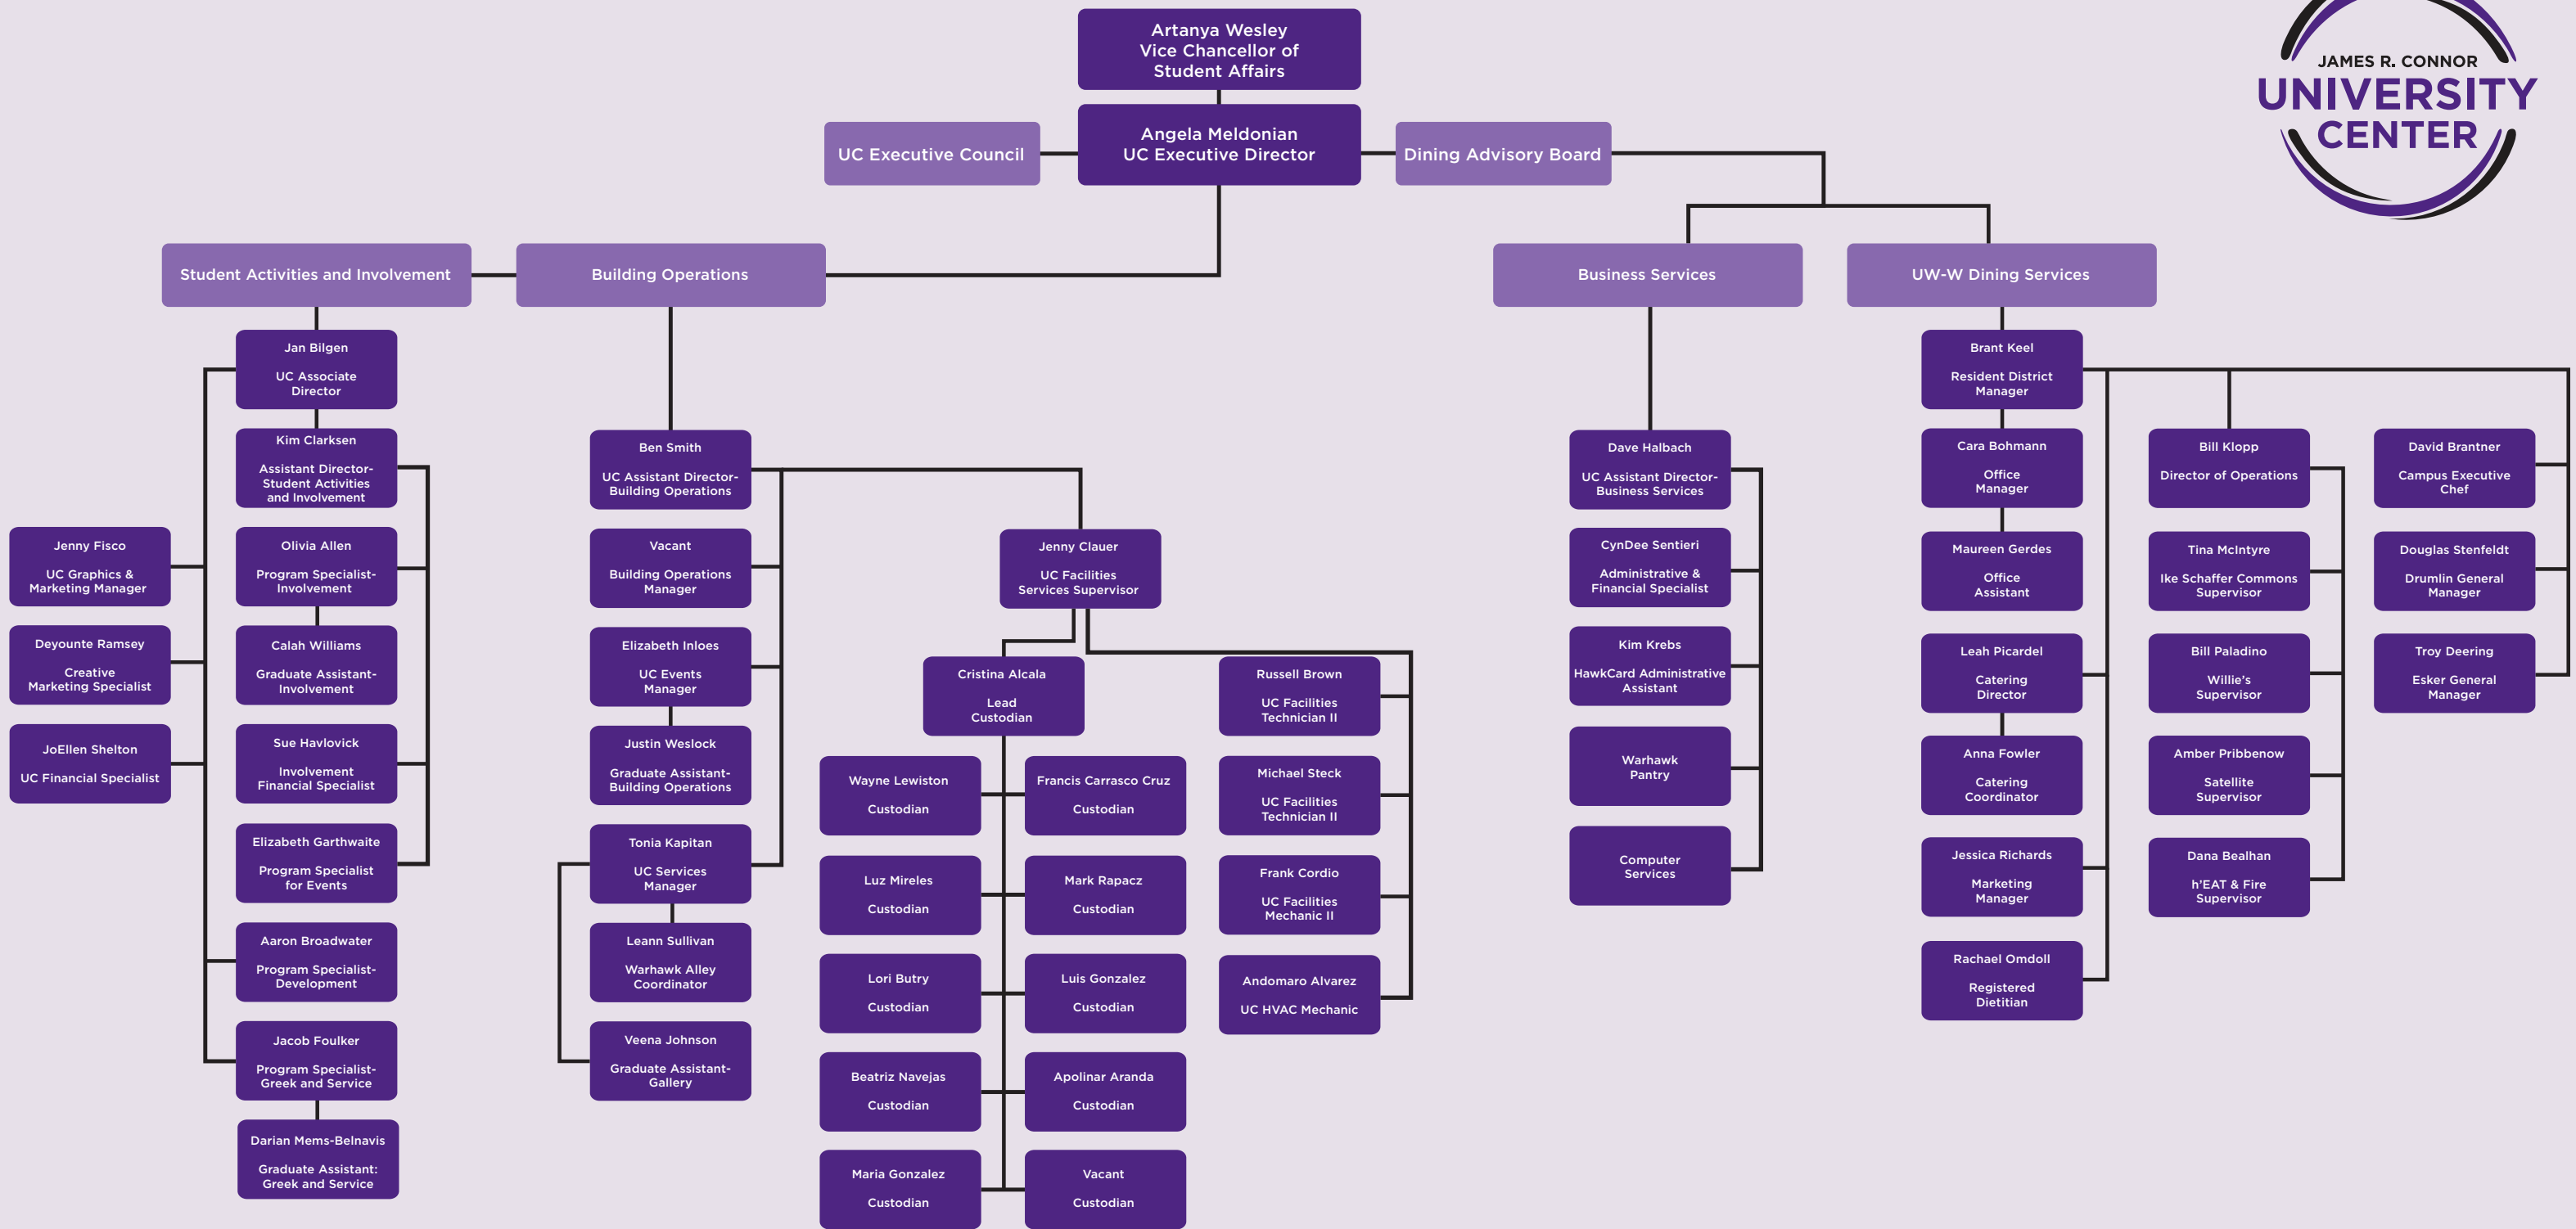 Artanya Wesley
Vice Chancellor of
Student Affairs
JAMES R. CONNOR
UNIVERSITY
CENTER
UC Executive Council
Angela Meldonian
UC Executive Director
Dining Advisory Board
Student Activities and Involvement
Building Operations
Business Services
UW-W Dining Services
Jan Bilgen
UC Associate
Director
Kim Clarksen
Assistant Director-
Student Activities
and Involvement
Jenny Fisco
UC Graphics &
Marketing Manager
Deyounte Ramsey
Creative
Marketing Specialist
JoEllen Shelton
UC Financial Specialist
Olivia Allen
Program Specialist-
Involvement
Calah Williams
Graduate Assistant-
Involvement
Sue Havlovick
Involvement
Financial Specialist
Elizabeth Garthwaite
Program Specialist
for Events
Aaron Broadwater
Program Specialist-
Development
Jacob Foulker
Program Specialist-
Greek and Service
Darian Mems-Belnavis
Graduate Assistant:
Greek and Service
Ben Smith
UC Assistant Director-
Building Operations
Vacant
Building Operations
Manager
Elizabeth Inloes
UC Events
Manager
Justin Weslock
Graduate Assistant-
Building Operations
Tonia Kapitan
UC Services
Manager
Leann Sullivan
Warhawk Alley
Coordinator
Veena Johnson
Graduate Assistant-
Gallery
Jenny Clauer
UC Facilities
Services Supervisor
Cristina Alcala
Lead
Custodian
Wayne Lewiston
Custodian
Francis Carrasco Cruz
Custodian
Luz Mireles
Custodian
Mark Rapacz
Custodian
Lori Butry
Custodian
Luis Gonzalez
Custodian
Beatriz Navejas
Custodian
Apolinar Aranda
Custodian
Maria Gonzalez
Custodian
Vacant
Custodian
Russell Brown
UC Facilities
Technician II
Michael Steck
UC Facilities
Technician II
Frank Cordio
UC Facilities
Mechanic II
Andomaro Alvarez
UC HVAC Mechanic
Dave Halbach
UC Assistant Director-
Business Services
CynDee Sentieri
Administrative &
Financial Specialist
Kim Krebs
HawkCard Administrative
Assistant
Warhawk
Pantry
Computer
Services
Brant Keel
Resident District
Manager
Cara Bohmann
Office
Manager
Maureen Gerdes
Office
Assistant
Leah Picardel
Catering
Director
Anna Fowler
Catering
Coordinator
Jessica Richards
Marketing
Manager
Rachael Omdoll
Registered
Dietitian
Bill Klopp
Director of Operations
Tina McIntyre
Ike Schaffer Commons
Supervisor
Bill Paladino
Willie's
Supervisor
Amber Pribbenow
Satellite
Supervisor
Dana Bealhan
h'EAT & Fire
Supervisor
David Brantner
Campus Executive
Chef
Douglas Stenfeldt
Drumlin General
Manager
Troy Deering
Esker General
Manager